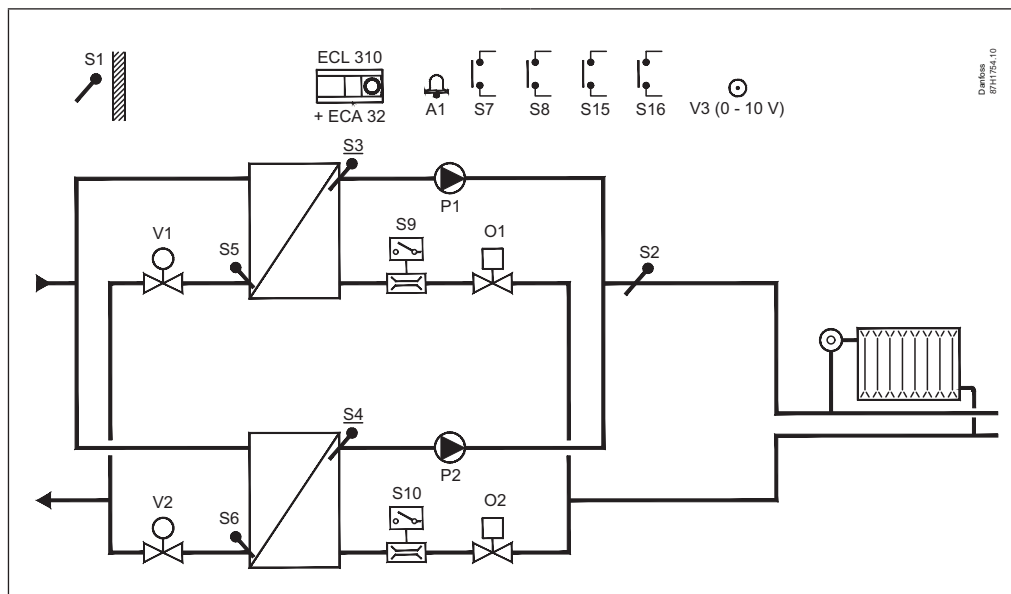 S1
ECL 310
+ ECA 32
A1
S7
S8
S15
S16
V3 (0 - 10 V)
Danfoss
87H1754.10
S3
P1
V1
S5
S9
O1
S2
S4
P2
V2
S6
S10
O2